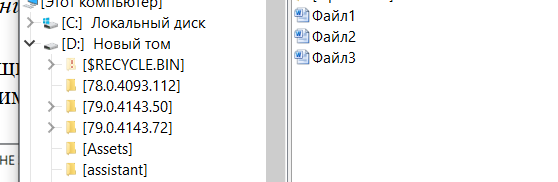 [Этот компьютер]
[C:] Локальный диск
[D:] Новый том
[$RECYCLE.BIN]
[78.0.4093.112]
[79.0.4143.50]
[79.0.4143.72]
[Assets]
[assistant]
Файл1
Файл2
Файл3
НЕ